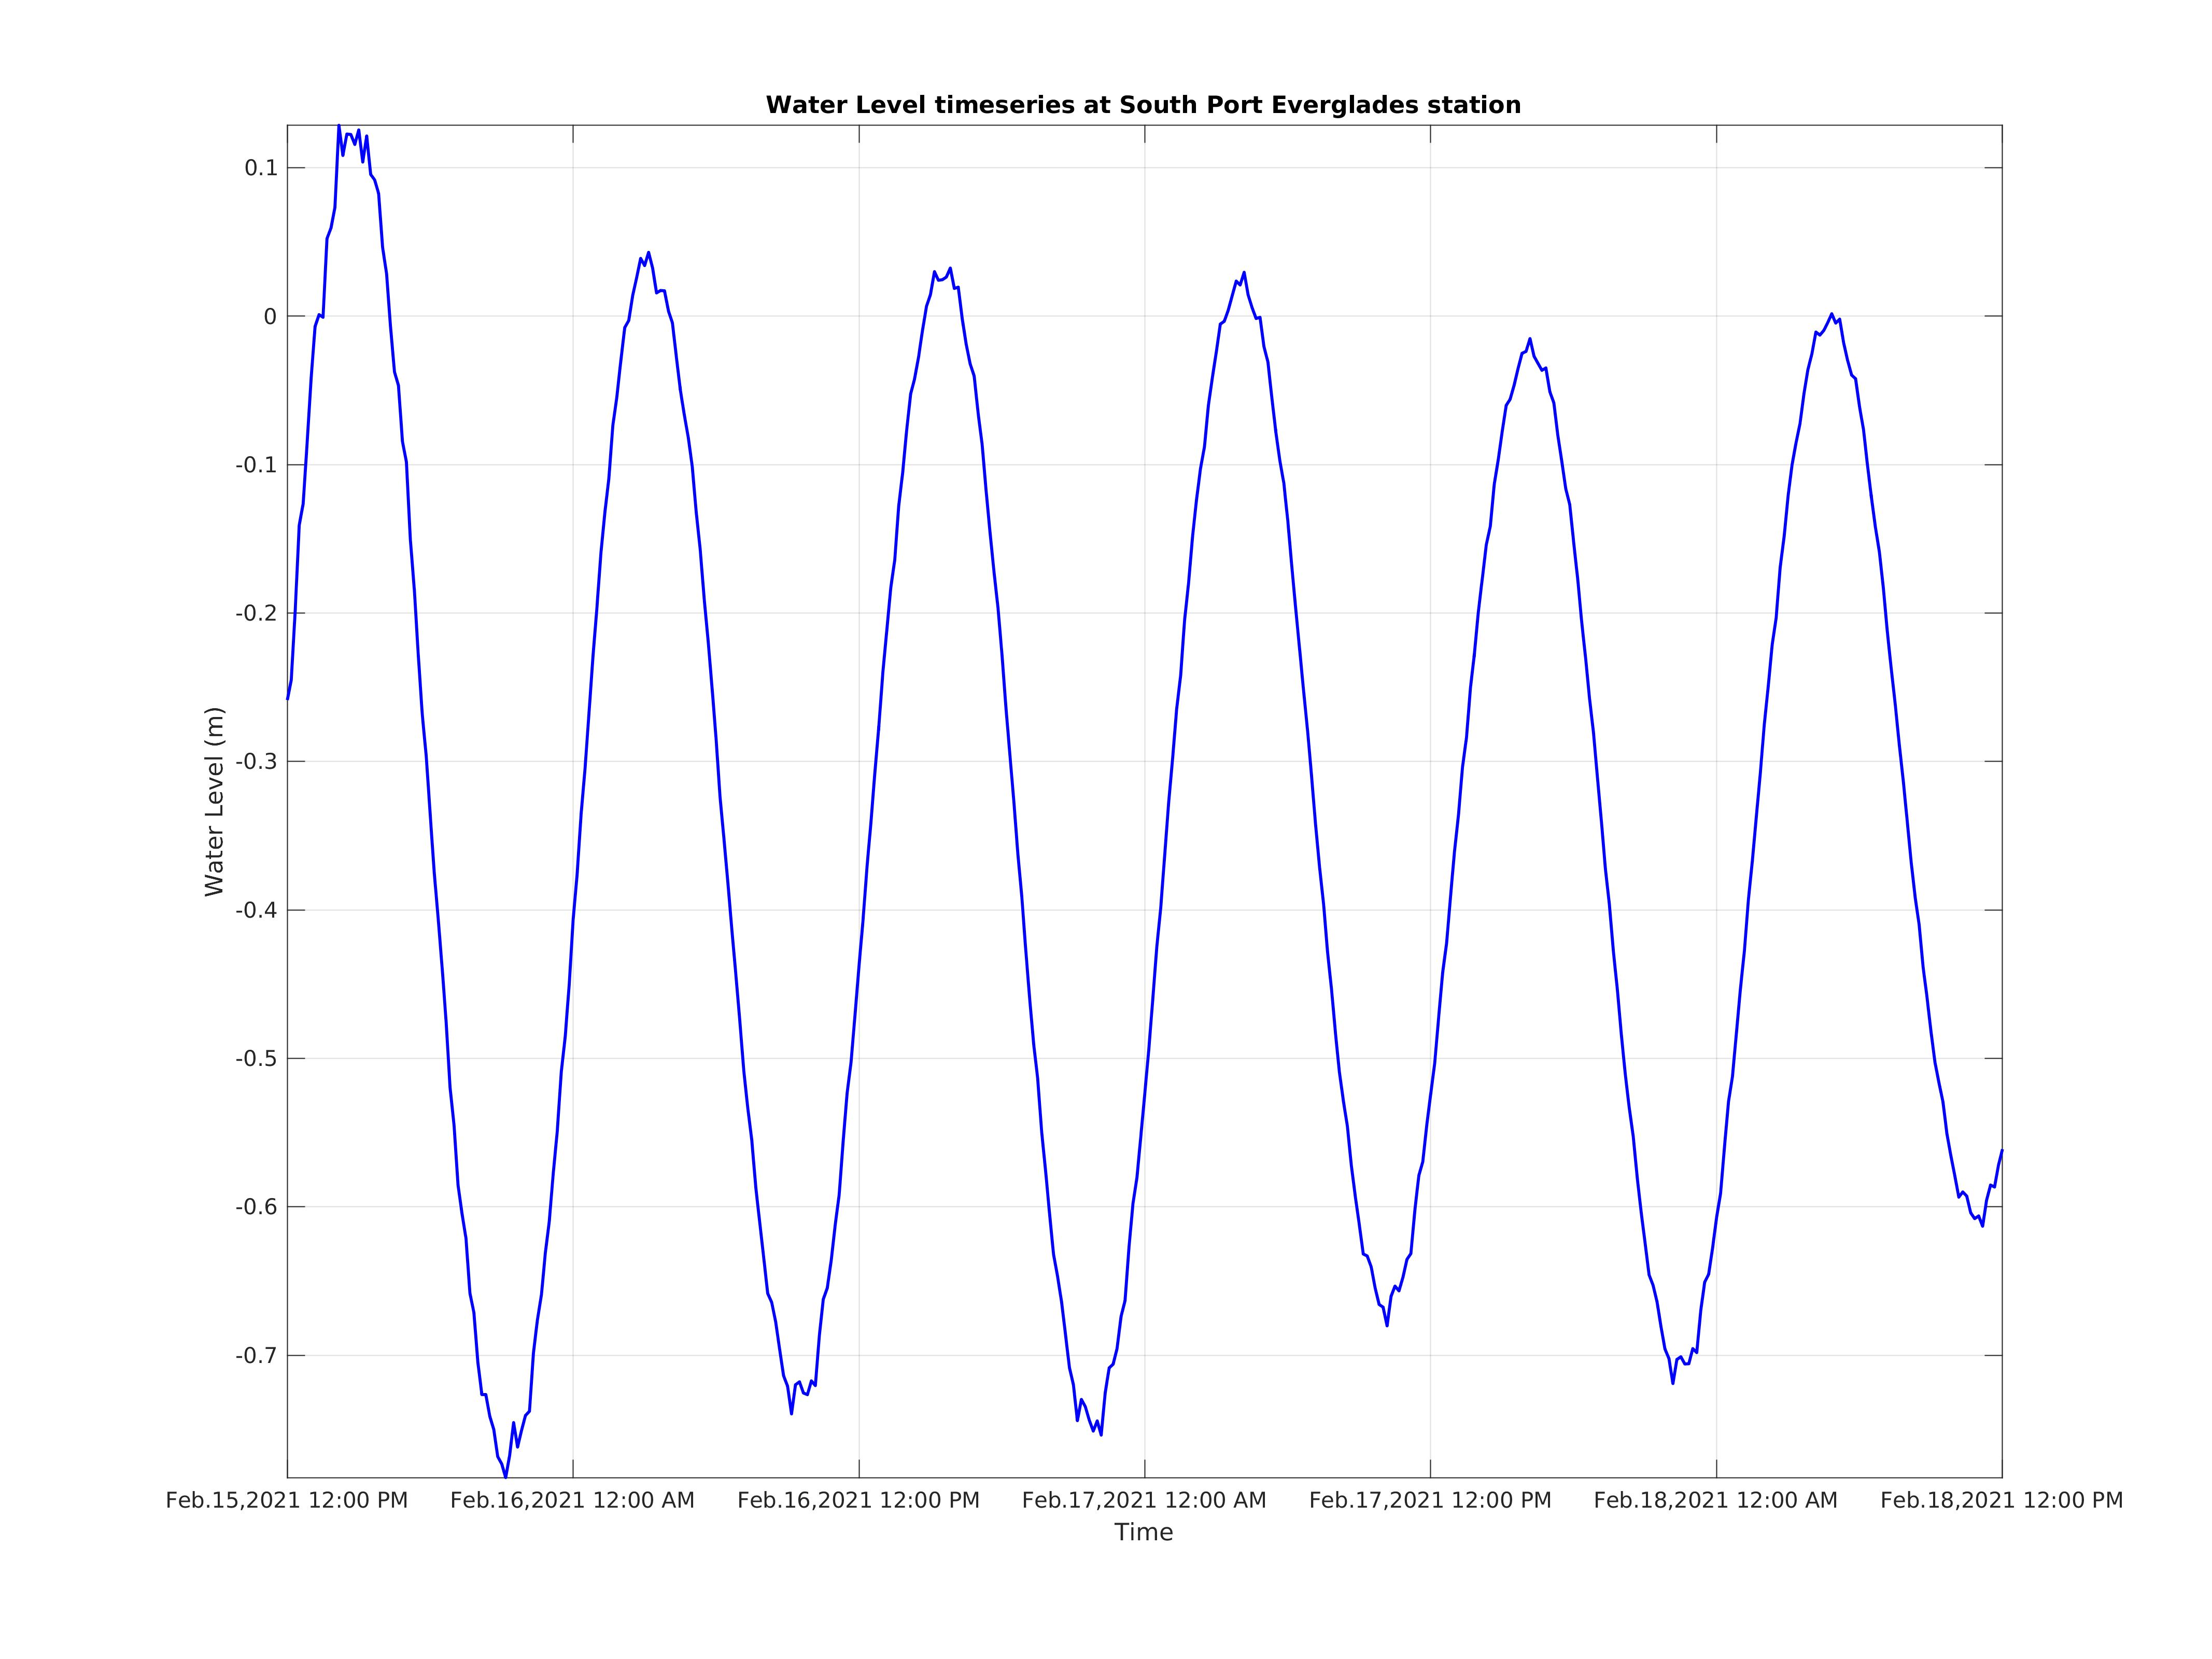 Water Level timeseries at South Port Everglades station
0.1
0
-0.1
-0.2
-0.3
-0.4
-0.5
-0.6
-0.7
Water Level (m)
Feb.15,2021 12:00 PM
Feb.16,2021 12:00 AM
Feb.16,2021 12:00 PM
Feb.17,2021 12:00 AM
Feb.17,2021 12:00 PM
Feb.18,2021 12:00 AM
Feb.18,2021 12:00 PM
Time